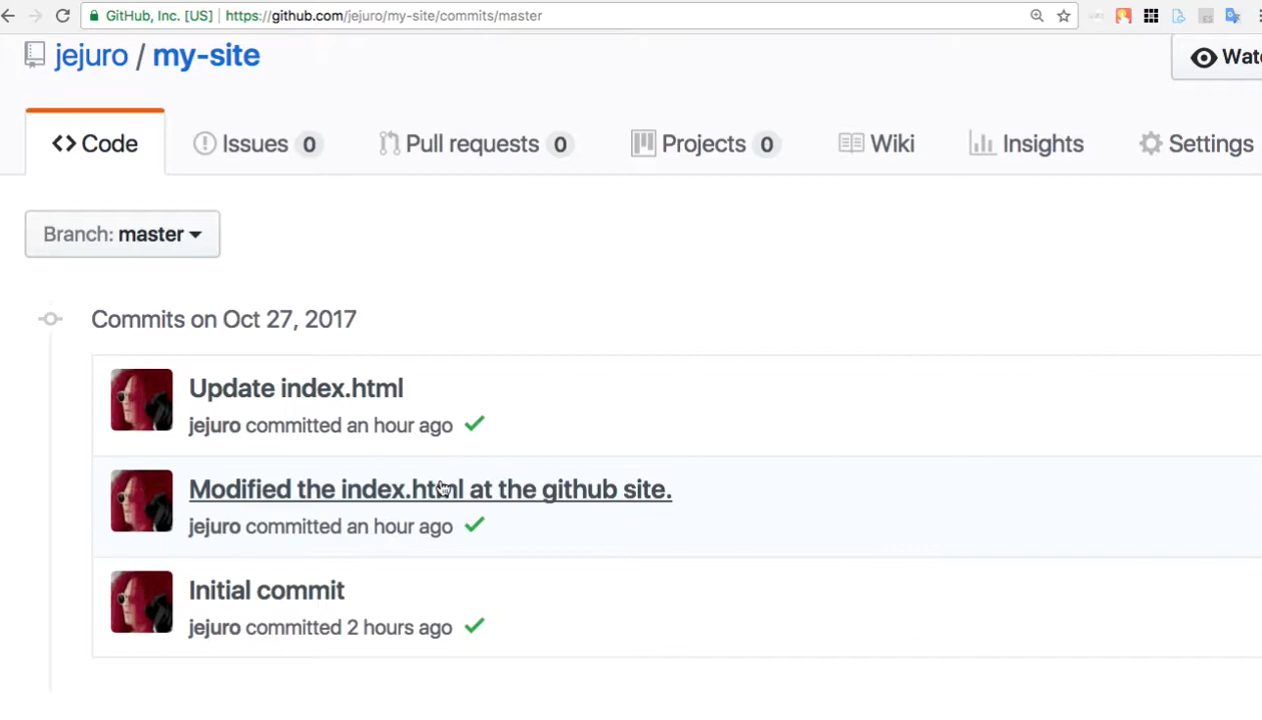 GitHub, Inc. [US] https://github.com/jejuro/my-site/commits/master
jejuro / my-site
Code Issues 0 Pull requests 0 Projects 0 Wiki Insights Settings
Branch: master
Commits on Oct 27, 2017
Update index.html
jejuro committed an hour ago
Modified the index.html at the github site.
jejuro committed an hour ago
Initial commit
jejuro committed 2 hours ago